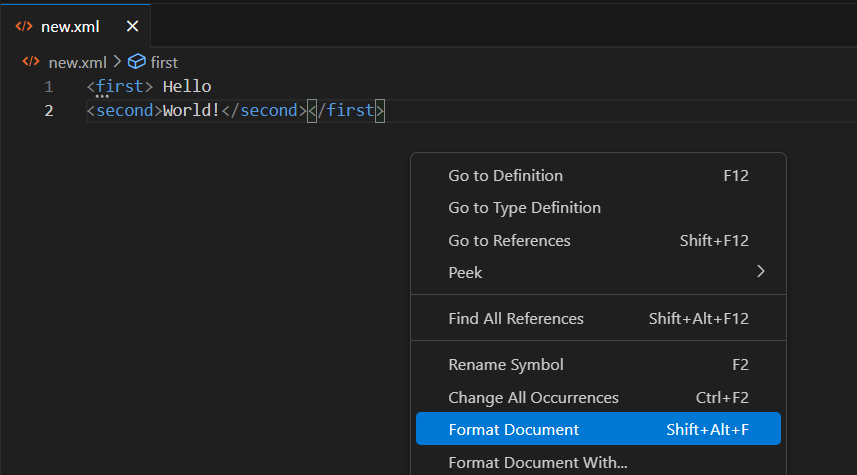 new.xml
new.xml > first
1 <first> Hello
2 <second>World!</second></first>
Go to Definition F12
Go to Type Definition
Go to References Shift+F12
Peek
Find All References Shift+Alt+F12
Rename Symbol F2
Change All Occurrences Ctrl+F2
Format Document Shift+Alt+F
Format Document With...